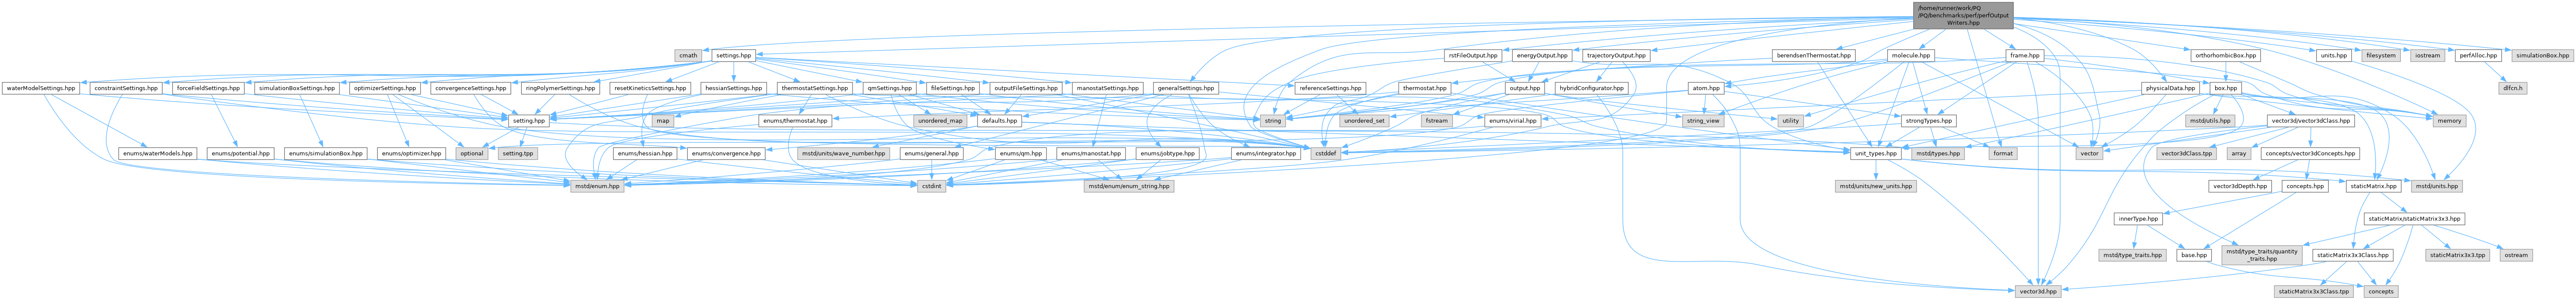 /home/runner/work/PQ
/PQ/benchmarks/perf/perfOutput
Writers.hpp
cmath
settings.hpp
rstFileOutput.hpp
energyOutput.hpp
trajectoryOutput.hpp
berendsenThermostat.hpp
molecule.hpp
frame.hpp
orthorhombicBox.hpp
units.hpp
filesystem
iostream
perfAlloc.hpp
simulationBox.hpp
waterModelSettings.hpp
constraintSettings.hpp
forceFieldSettings.hpp
simulationBoxSettings.hpp
optimizerSettings.hpp
convergenceSettings.hpp
ringPolymerSettings.hpp
resetKineticsSettings.hpp
hessianSettings.hpp
thermostatSettings.hpp
qmSettings.hpp
fileSettings.hpp
outputFileSettings.hpp
manostatSettings.hpp
generalSettings.hpp
referenceSettings.hpp
thermostat.hpp
output.hpp
hybridConfigurator.hpp
atom.hpp
physicalData.hpp
box.hpp
dlfcn.h
setting.hpp
map
enums/thermostat.hpp
unordered_map
defaults.hpp
enums/virial.hpp
string
unordered_set
fstream
utility
string_view
strongTypes.hpp
mstd/utils.hpp
vector3d/vector3dClass.hpp
memory
enums/waterModels.hpp
enums/potential.hpp
enums/simulationBox.hpp
enums/optimizer.hpp
optional
setting.tpp
enums/hessian.hpp
enums/convergence.hpp
mstd/units/wave_number.hpp
enums/general.hpp
enums/qm.hpp
enums/manostat.hpp
enums/jobtype.hpp
enums/integrator.hpp
cstddef
unit_types.hpp
mstd/types.hpp
format
vector
vector3dClass.tpp
array
concepts/vector3dConcepts.hpp
mstd/enum.hpp
cstdint
mstd/enum/enum_string.hpp
mstd/units/new_units.hpp
vector3dDepth.hpp
concepts.hpp
staticMatrix.hpp
mstd/units.hpp
innerType.hpp
staticMatrix/staticMatrix3x3.hpp
mstd/type_traits.hpp
base.hpp
mstd/type_traits/quantity
_traits.hpp
staticMatrix3x3Class.hpp
staticMatrix3x3.tpp
ostream
vector3d.hpp
staticMatrix3x3Class.tpp
concepts